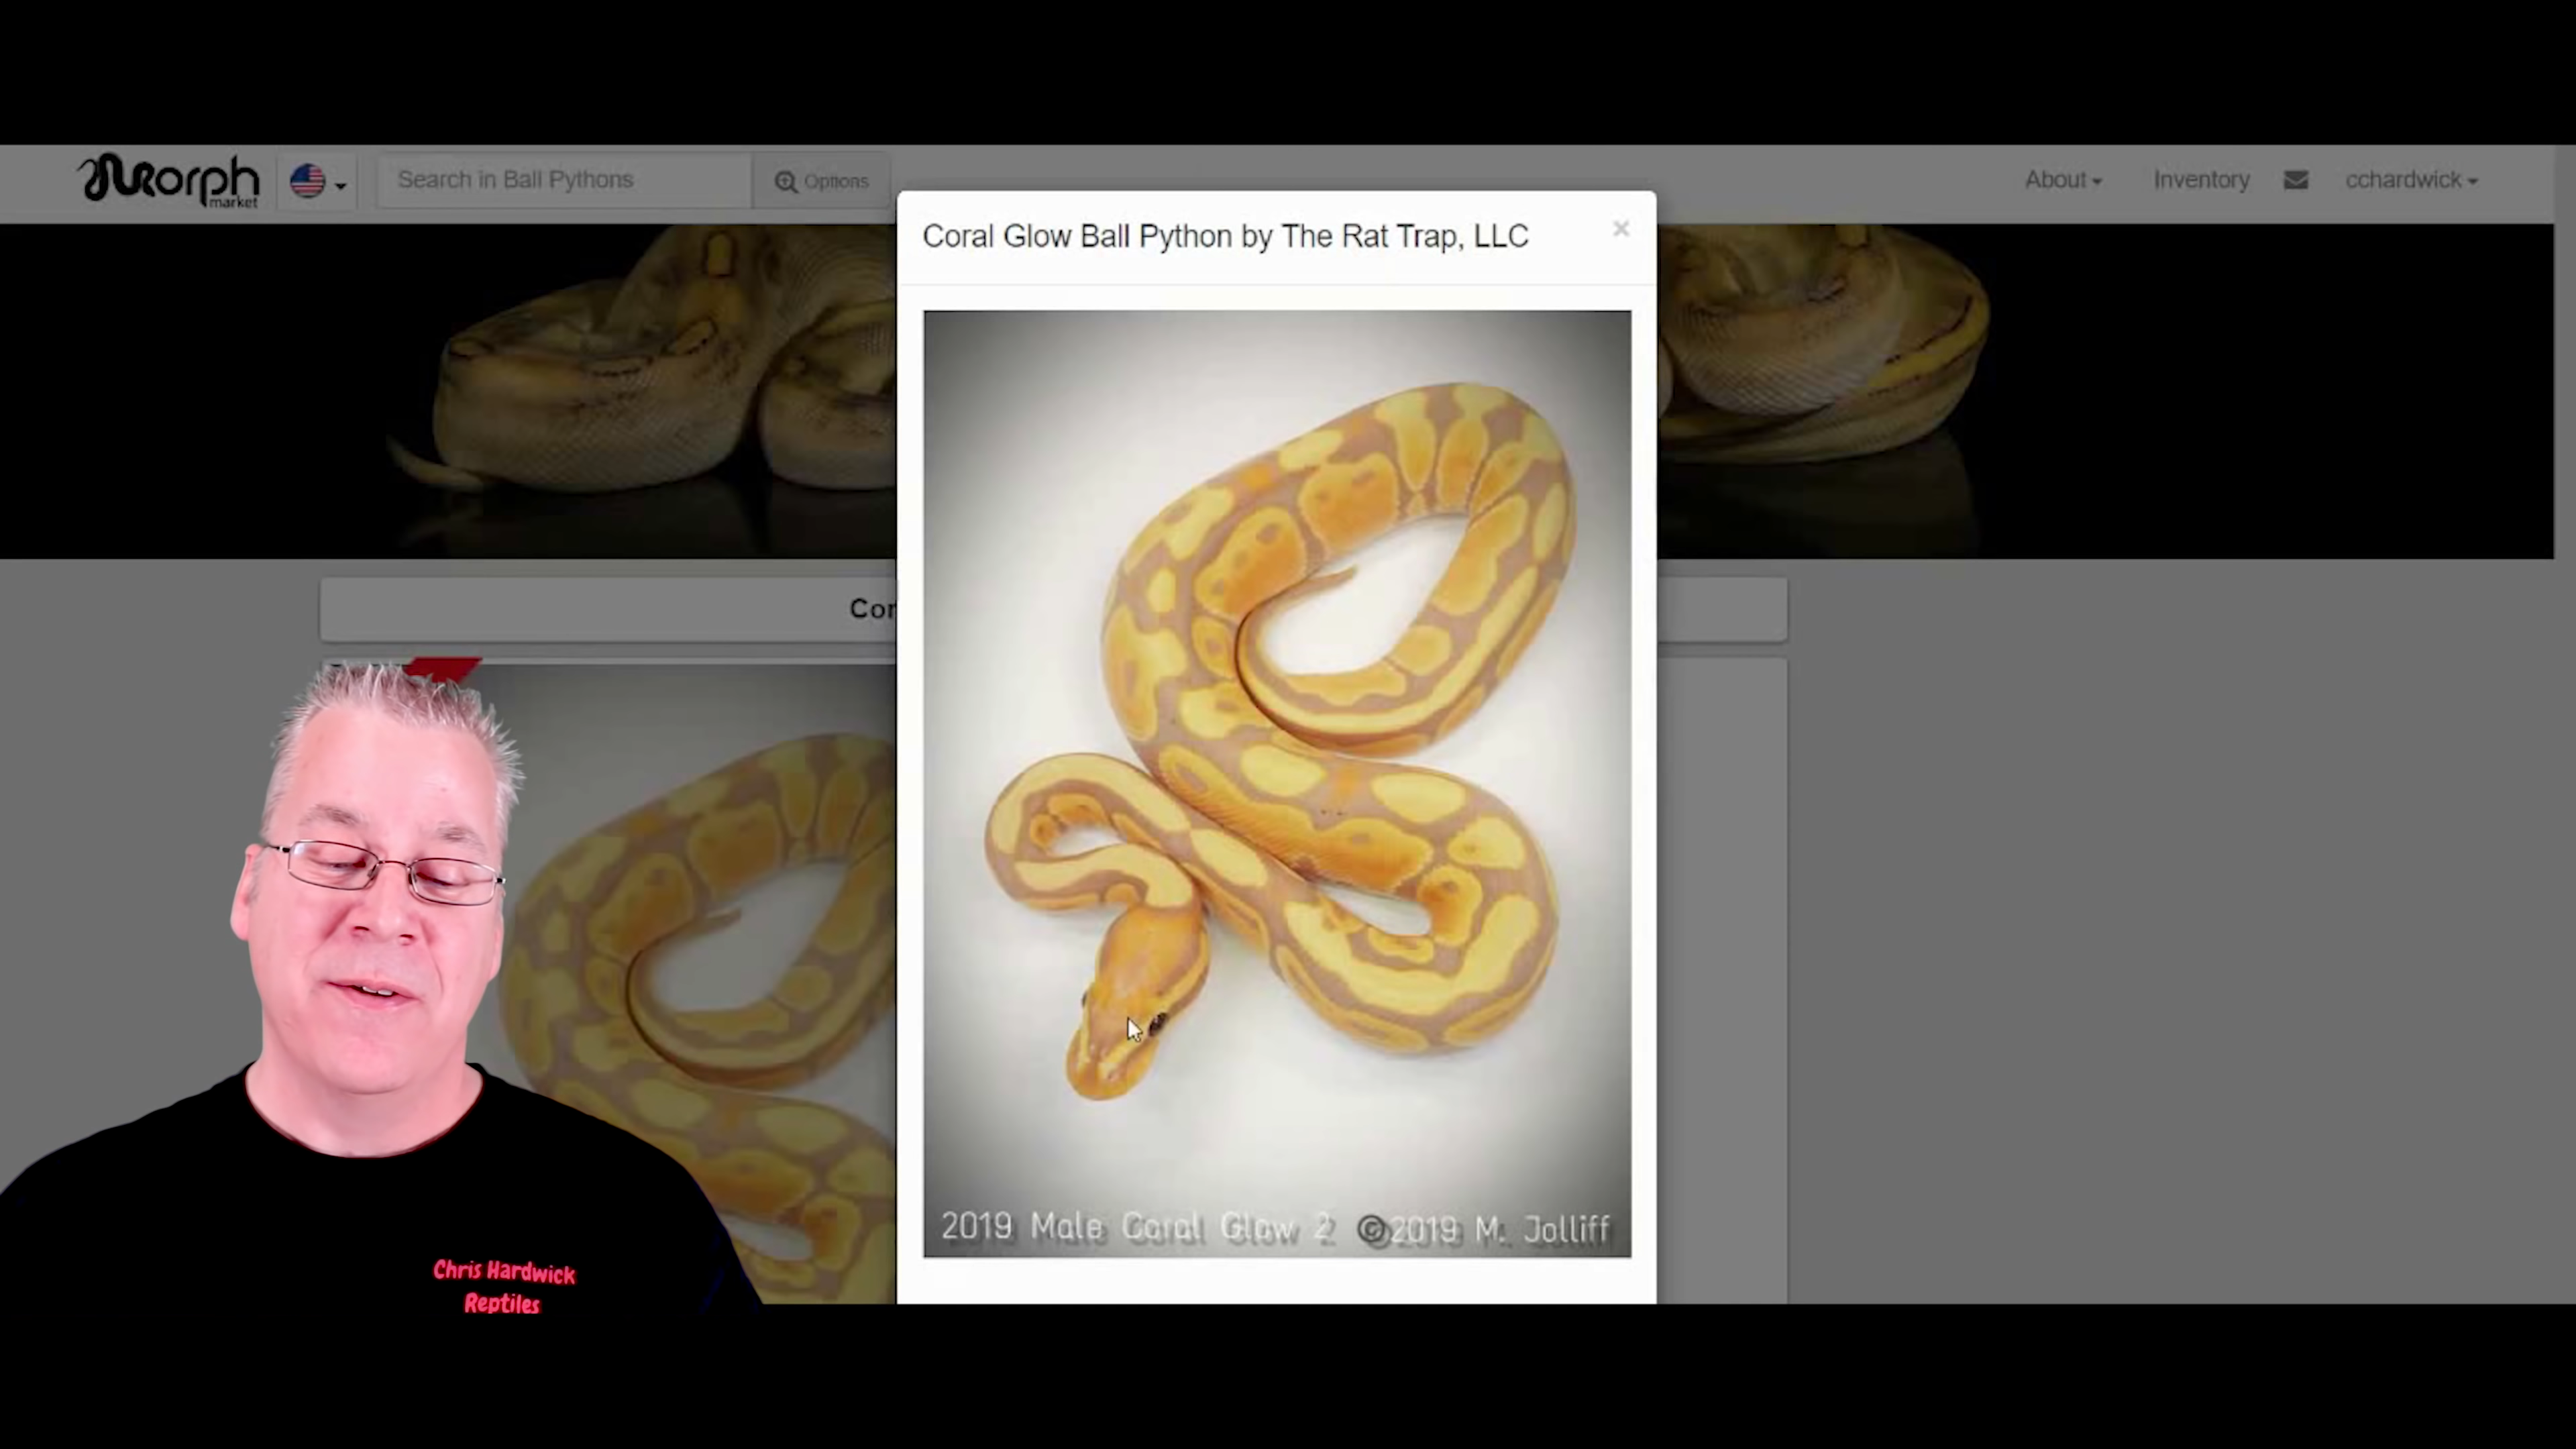 Morph
market
Search in Ball Pythons
Options
About
Inventory
cchardwick
Coral Glow Ball Python by The Rat Trap, LLC
×
Cor
2019 Male Coral Glow 2 ©2019 M. Jolliff
Chris Hardwick
Reptiles